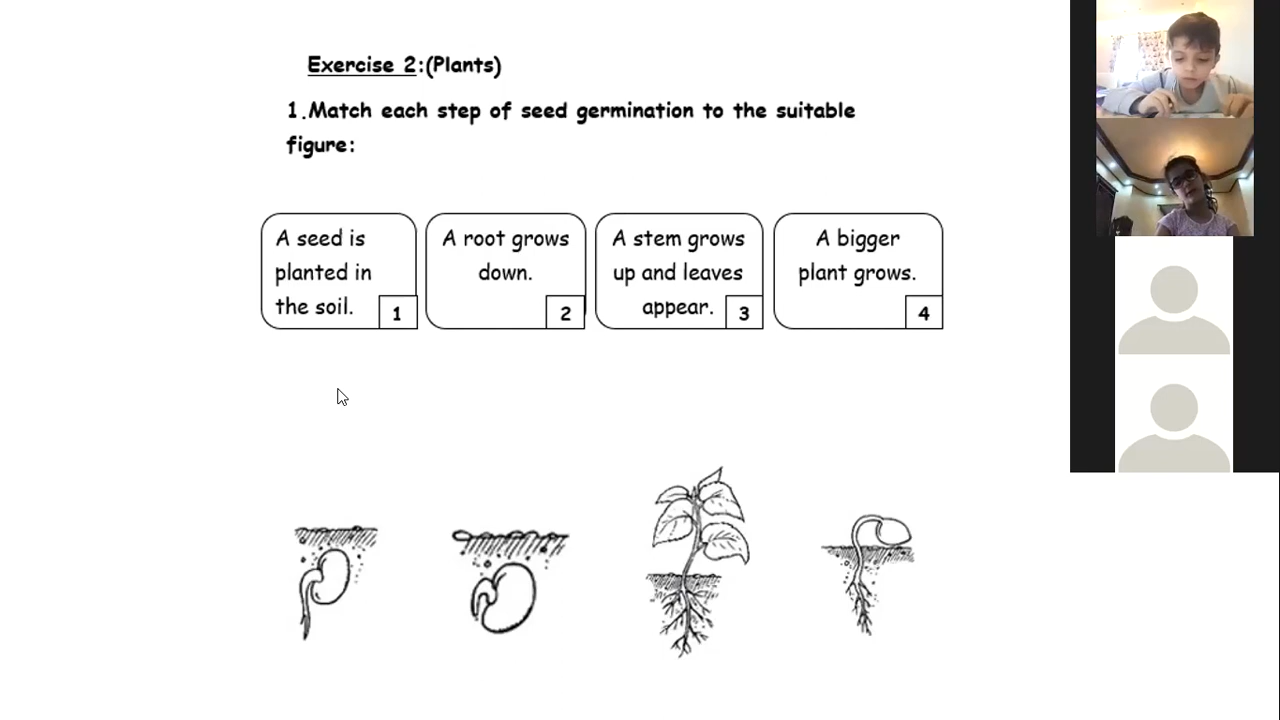 Exercise 2:(Plants)
1.Match each step of seed germination to the suitable
figure:
A seed is
planted in
the soil.
1
A root grows
down.
2
A stem grows
up and leaves
appear.
3
A bigger
plant grows.
4